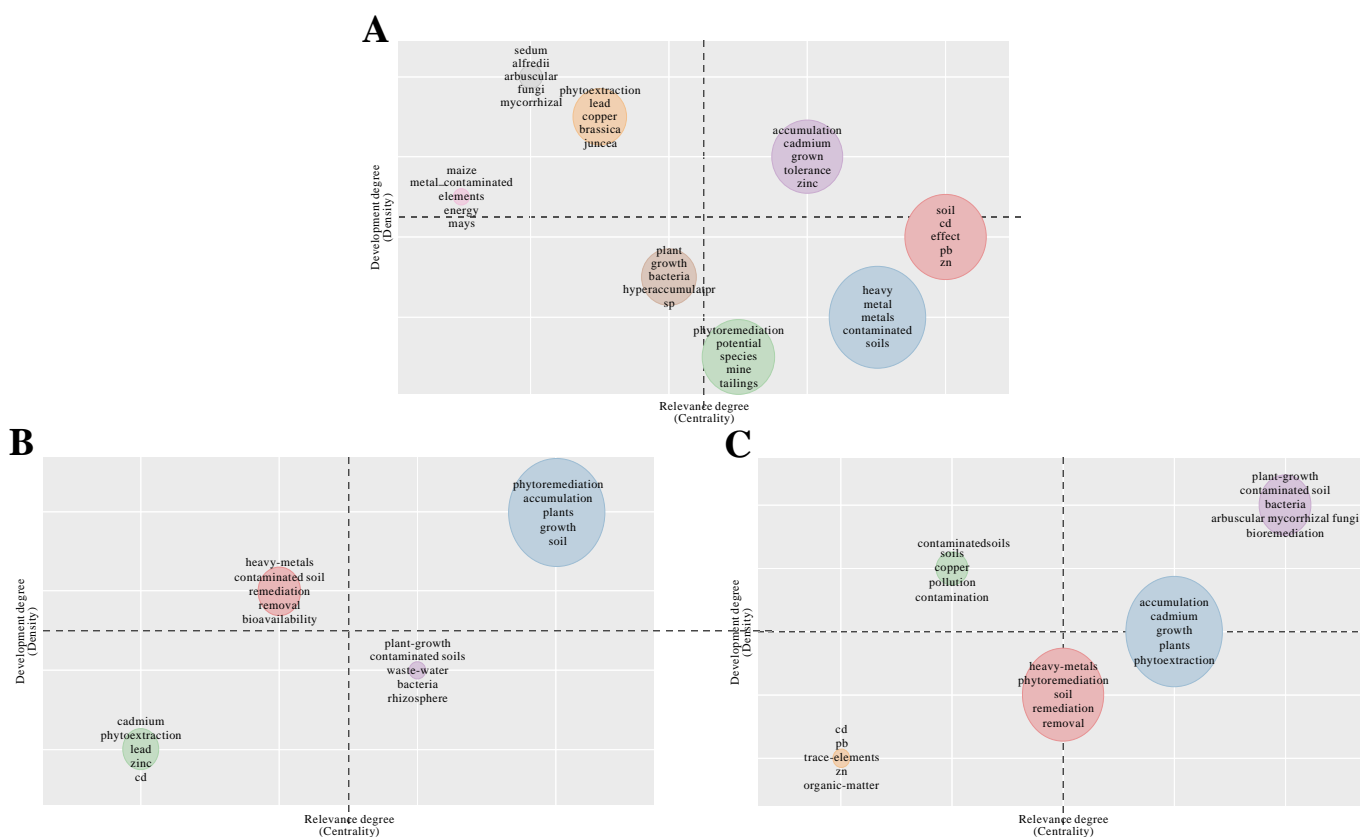 A
sedum
alfredii
arbuscular
fungi
mycorrhizal
phytoextraction
lead
copper
brassica
juncea
accumulation
cadmium
grown
tolerance
zinc
maize
metal_contaminated
elements
energy
mays
soil
cd
effect
pb
zn
plant
growth
bacteria
hyperaccumulator
sp
heavy
metal
metals
contaminated
soils
phytoremediation
potential
species
mine
tailings
Development degree
(Density)
Relevance degree
(Centrality)
B
phytoremediation
accumulation
plants
growth
soil
heavy-metals
contaminated soil
remediation
removal
bioavailability
plant-growth
contaminated soils
waste-water
bacteria
rhizosphere
cadmium
phytoextraction
lead
zinc
cd
Development degree
(Density)
Relevance degree
(Centrality)
C
plant-growth
contaminated soil
bacteria
arbuscular mycorrhizal fungi
bioremediation
contaminatedsoils
soils
copper
pollution
contamination
accumulation
cadmium
growth
plants
phytoextraction
heavy-metals
phytoremediation
soil
remediation
removal
cd
pb
trace-elements
zn
organic-matter
Development degree
(Density)
Relevance degree
(Centrality)